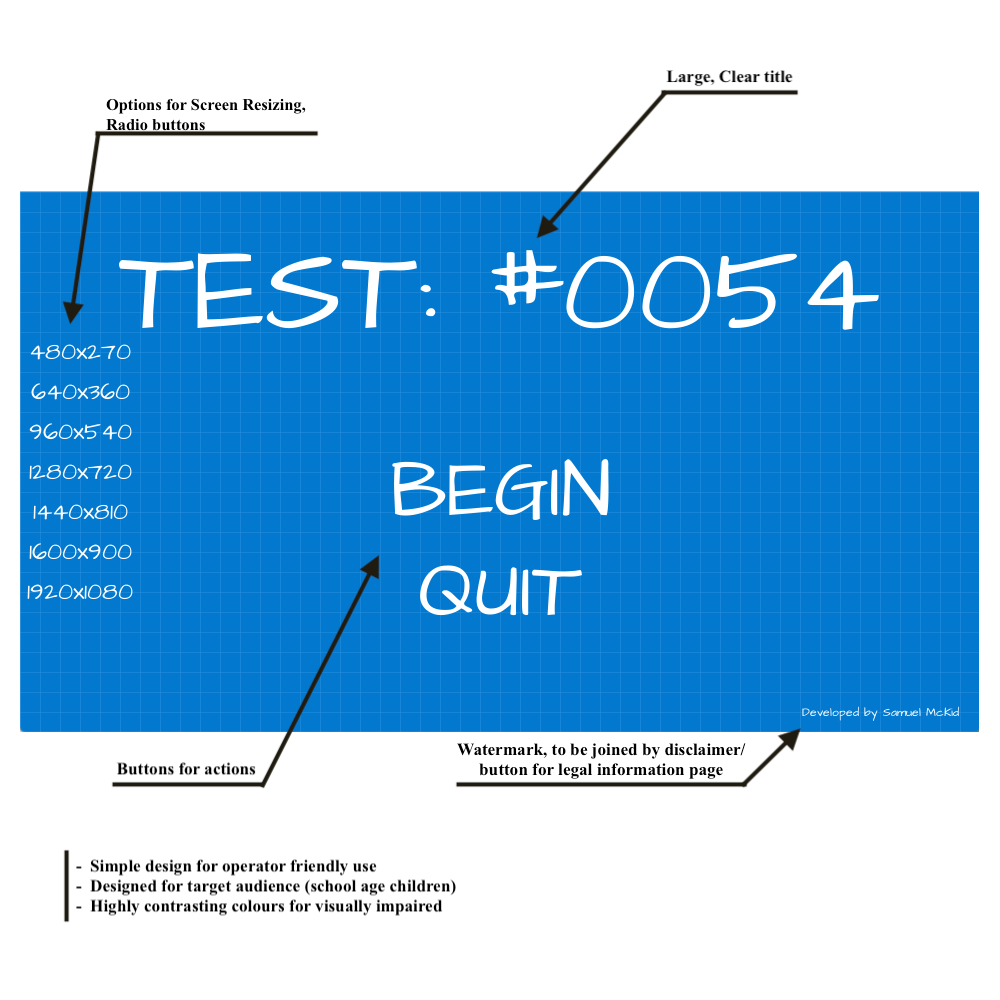 Large, Clear title
Options for Screen Resizing,
Radio buttons
TEST: #0054
480x270
640x360
960x540
1280x720
1440x810
1600x900
1920x1080
BEGIN
QUIT
Developed by Samuel McKid
Watermark, to be joined by disclaimer/
button for legal information page
Buttons for actions
- Simple design for operator friendly use
- Designed for target audience (school age children)
- Highly contrasting colours for visually impaired